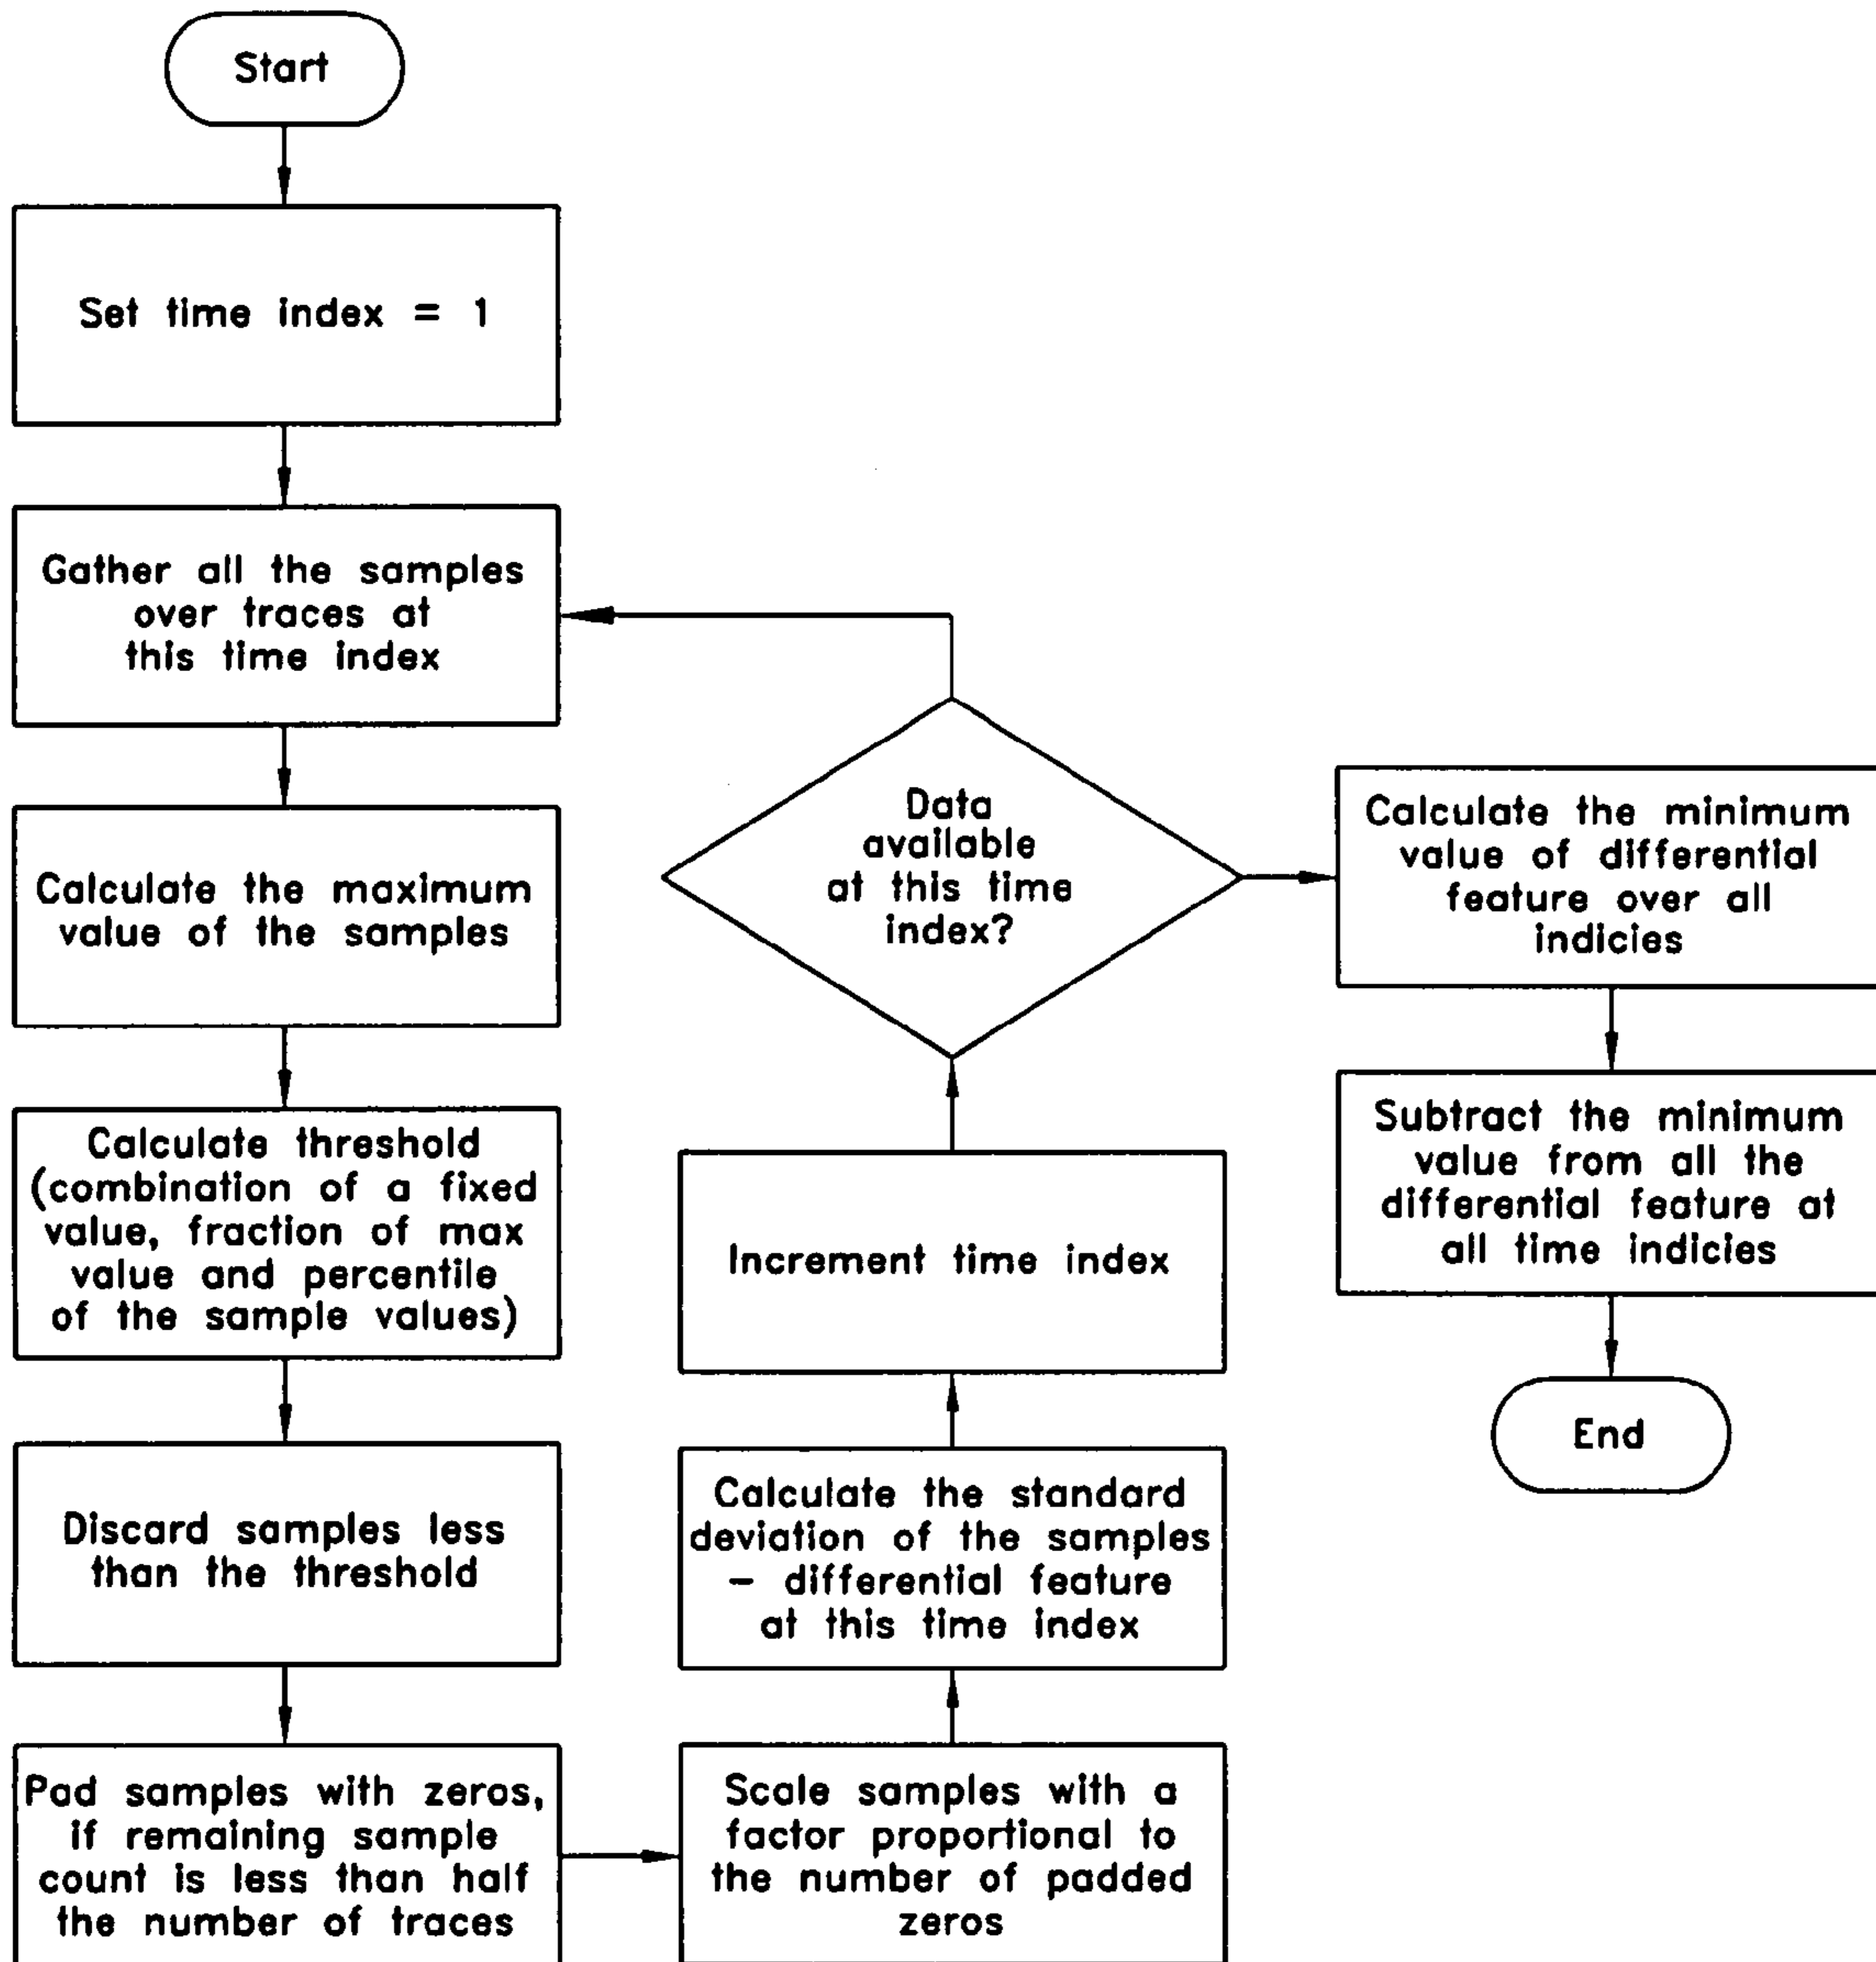 Start
Set time index = 1
Gather all the samples
over traces at
this time index
Calculate the maximum
value of the samples
Calculate threshold
(combination of a fixed
value, fraction of max
value and percentile
of the sample values)
Discard samples less
than the threshold
Pad samples with zeros,
if remaining sample
count is less than half
the number of traces
Scale samples with a
factor proportional to
the number of padded
zeros
Calculate the standard
deviation of the samples
– differential feature
at this time index
Increment time index
Data
available
at this time
index?
Calculate the minimum
value of differential
feature over all
indicies
Subtract the minimum
value from all the
differential feature at
all time indicies
End